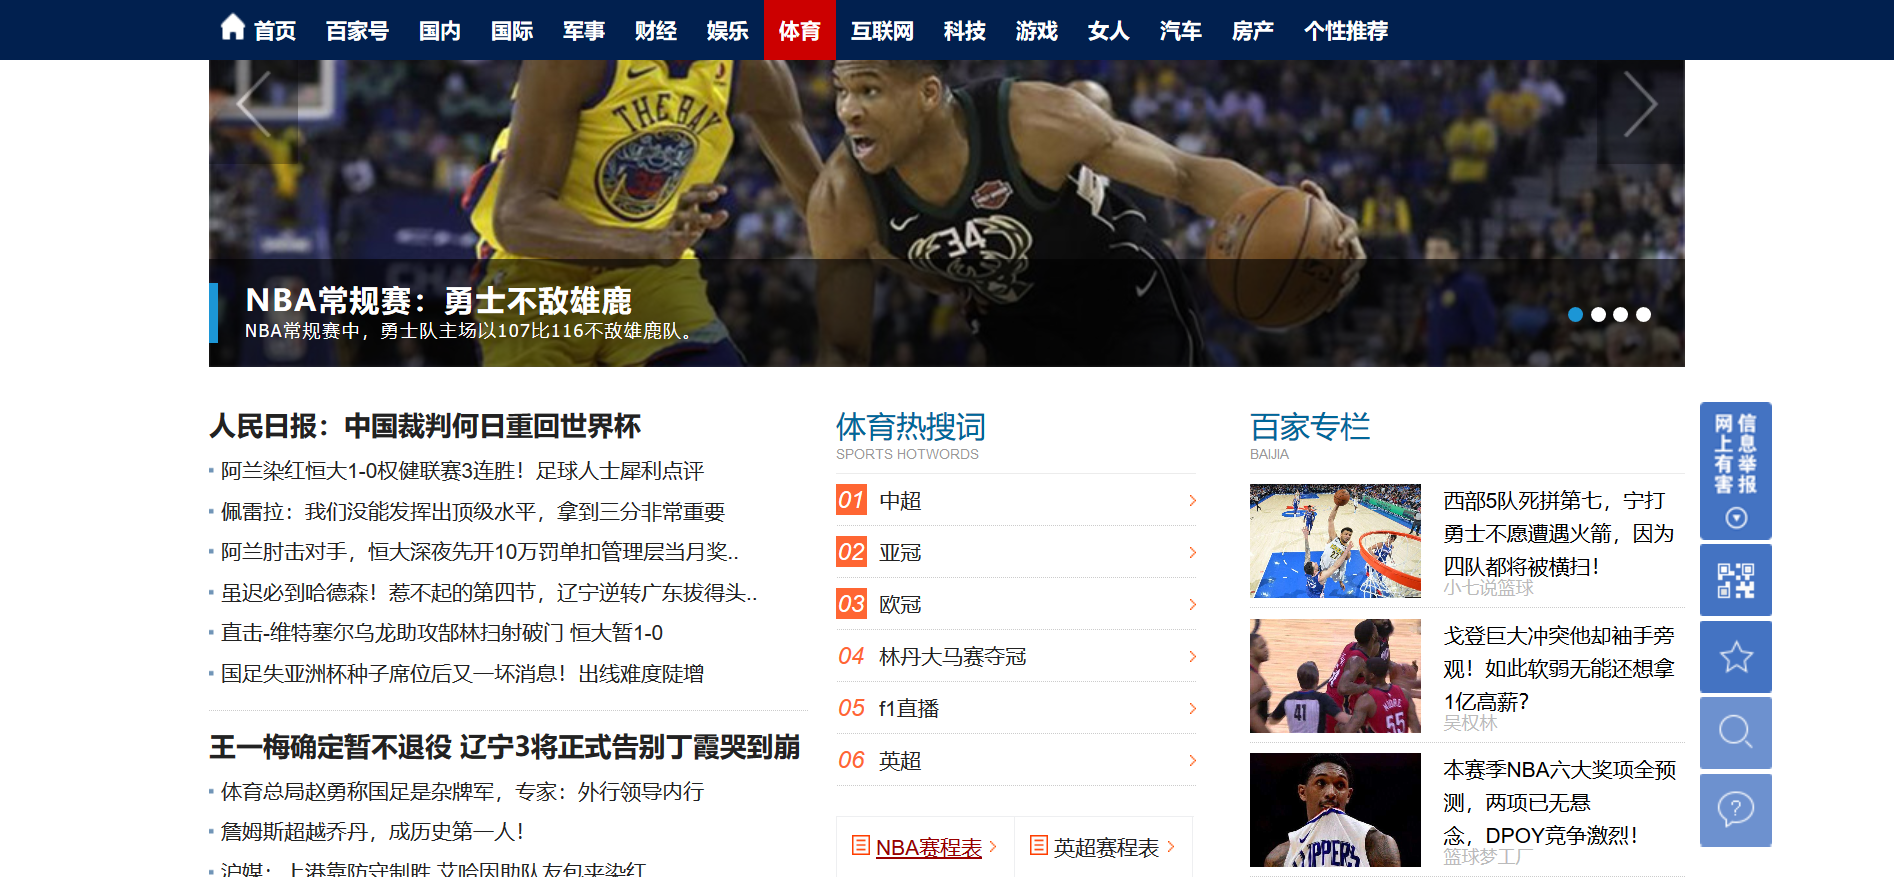 首页 百家号 国内 国际 军事 财经 娱乐 体育 互联网 科技 游戏 女人 汽车 房产 个性推荐
THE BAY
34
NBA常规赛：勇士不敌雄鹿
NBA常规赛中，勇士队主场以107比116不敌雄鹿队。
人民日报：中国裁判何日重回世界杯
阿兰染红恒大1-0权健联赛3连胜！足球人士犀利点评
佩雷拉：我们没能发挥出顶级水平，拿到三分非常重要
阿兰肘击对手，恒大深夜先开10万罚单扣管理层当月奖..
虽迟必到哈德森！惹不起的第四节，辽宁逆转广东拔得头..
直击-维特塞尔乌龙助攻郜林扫射破门 恒大暂1-0
国足失亚洲杯种子席位后又一坏消息！出线难度陡增
王一梅确定暂不退役 辽宁3将正式告别丁霞哭到崩
体育总局赵勇称国足是杂牌军，专家：外行领导内行
詹姆斯超越乔丹，成历史第一人！
沪媒：上港靠防守制胜 艾哈因助队友包来染红
体育热搜词
SPORTS HOTWORDS
01 中超
02 亚冠
03 欧冠
04 林丹大马赛夺冠
05 f1直播
06 英超
NBA赛程表
英超赛程表
百家专栏
BAIJIA
西部5队死拼第七，宁打
勇士不愿遭遇火箭，因为
四队都将被横扫！
小七说篮球
41
55
戈登巨大冲突他却袖手旁
观！如此软弱无能还想拿
1亿高薪？
吴权林
本赛季NBA六大奖项全预
测，两项已无悬
念，DPOY竞争激烈！
篮球梦工厂
网上有害
信息举报